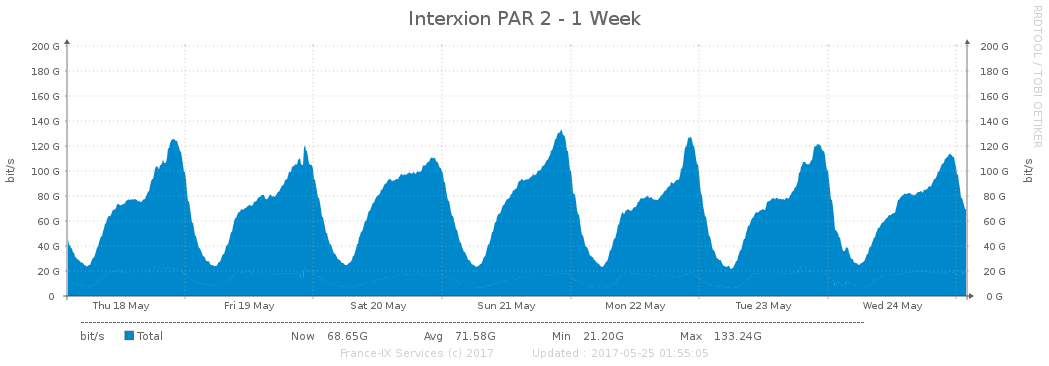 Interxion PAR 2 - 1 Week
RRDTOOL / TOBI OETIKER
200 G 200 G
180 G 180 G
160 G 160 G
140 G 140 G
120 G 120 G
100 G 100 G
80 G 80 G
60 G 60 G
40 G 40 G
20 G 20 G
0 0 G
bit/s bit/s
Thu 18 May Fri 19 May Sat 20 May Sun 21 May Mon 22 May Tue 23 May Wed 24 May
bit/s Total Now 68.65G Avg 71.58G Min 21.20G Max 133.24G
France-IX Services (c) 2017 Updated : 2017-05-25 01:55:05